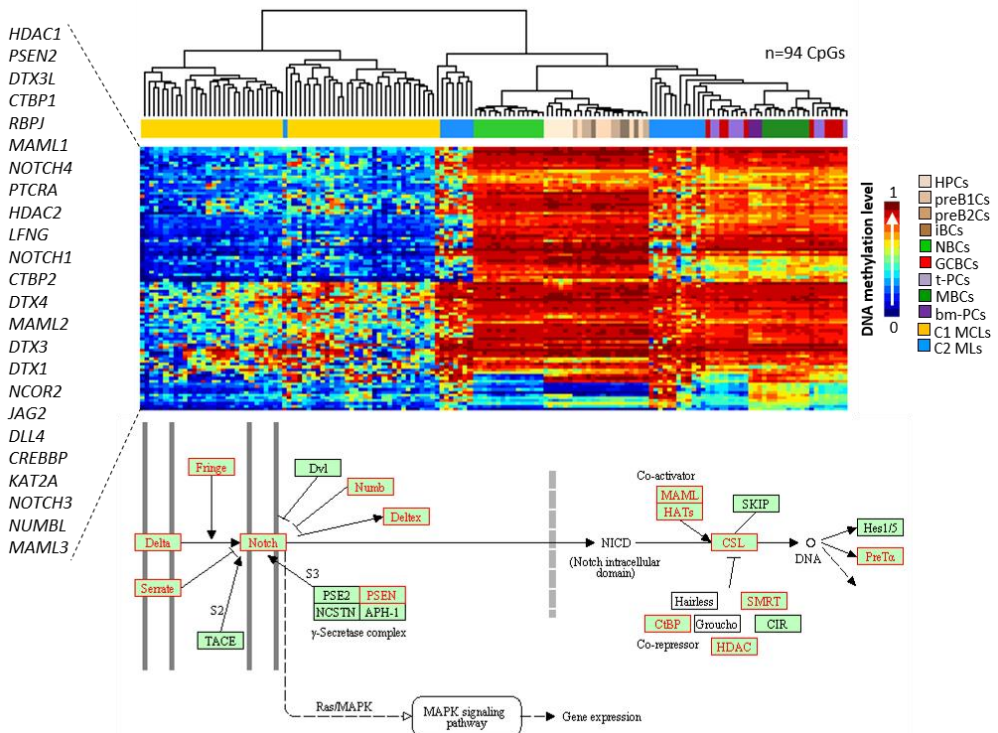 HDAC1
PSEN2
DTX3L
CTBP1
RBPJ
MAML1
NOTCH4
PTCRA
HDAC2
LFNG
NOTCH1
CTBP2
DTX4
MAML2
DTX3
DTX1
NCOR2
JAG2
DLL4
CREBBP
KAT2A
NOTCH3
NUMBL
MAML3
n=94 CpGs
DNA methylation level
1
0
HPCs
preB1Cs
preB2Cs
iBCs
NBCs
GCBCs
t-PCs
MBCs
bm-PCs
C1 MCLs
C2 MLs
Fringe
Dvl
Numb
Deltex
Delta
Notch
Serrate
S2
TACE
S3
PSE2
PSEN
NCSTN
APH-1
γ-Secretase complex
NICD
(Notch intracellular
domain)
Co-activator
MAML
HATs
SKIP
CSL
DNA
Hes1/5
PreTα
Hairless
SMRT
CtBP
Groucho
CIR
Co-repressor
HDAC
Ras/MAPK
MAPK signaling
pathway
Gene expression